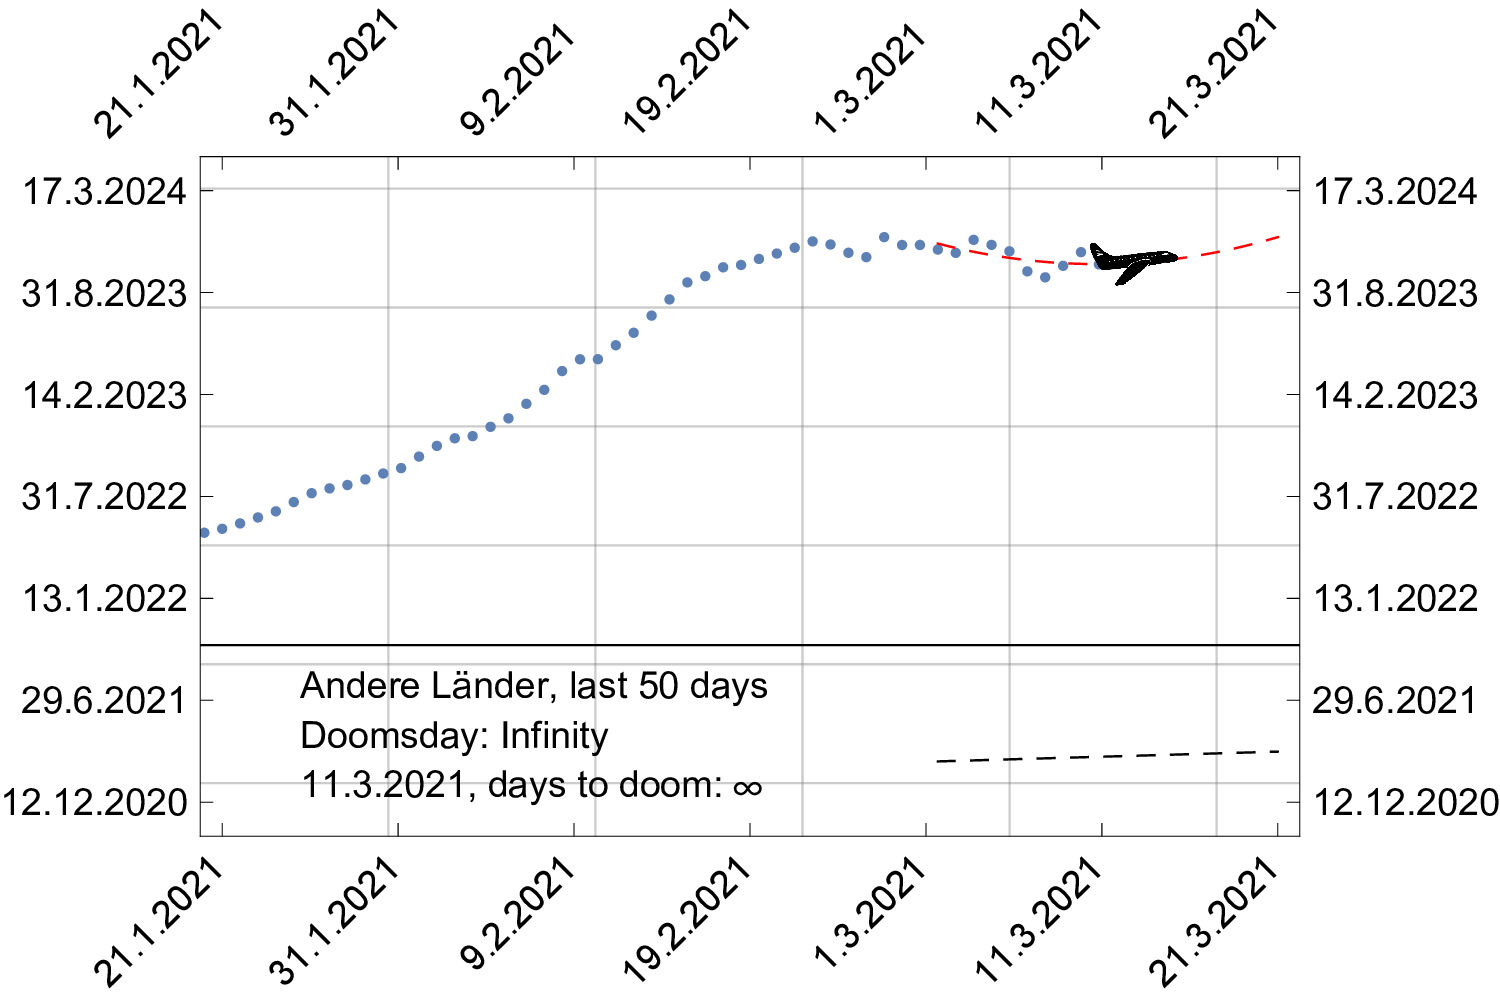 21.1.2021 31.1.2021 9.2.2021 19.2.2021 1.3.2021 11.3.2021 21.3.2021
17.3.2024 17.3.2024
31.8.2023 31.8.2023
14.2.2023 14.2.2023
31.7.2022 31.7.2022
13.1.2022 13.1.2022
Andere Länder, last 50 days
29.6.2021 29.6.2021
Doomsday: Infinity
11.3.2021, days to doom: ∞
12.12.2020 12.12.2020
21.1.2021 31.1.2021 9.2.2021 19.2.2021 1.3.2021 11.3.2021 21.3.2021